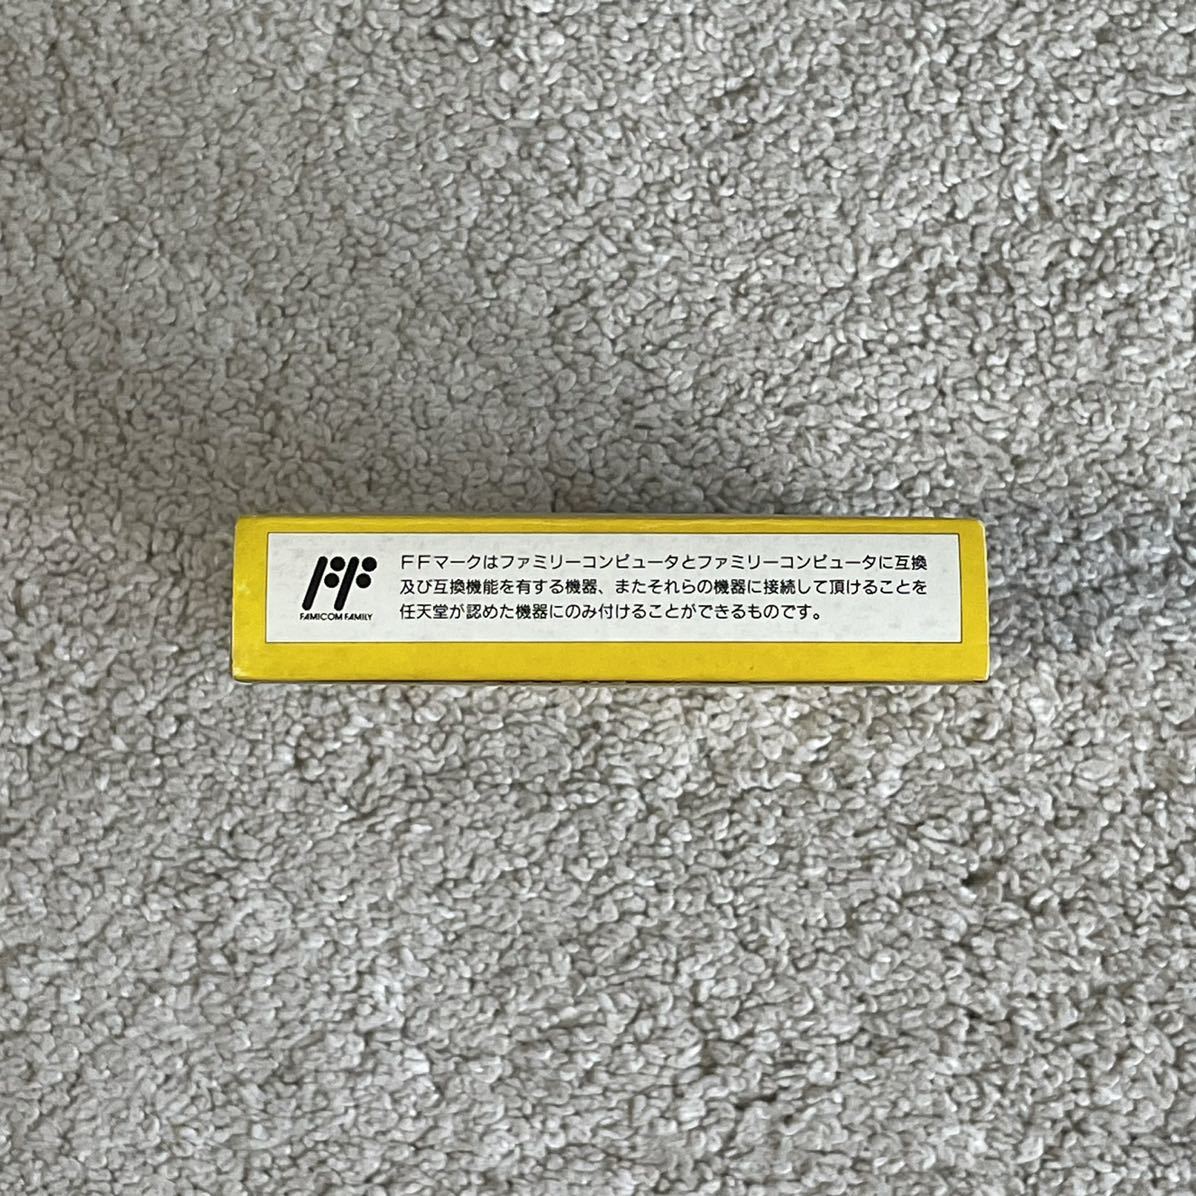 FAMICOM FAMILY
FFマークはファミリーコンピュータとファミリーコンピュータに互換
及び互換機能を有する機器、またそれらの機器に接続して頂けることを
任天堂が認めた機器にのみ付けることができるものです。